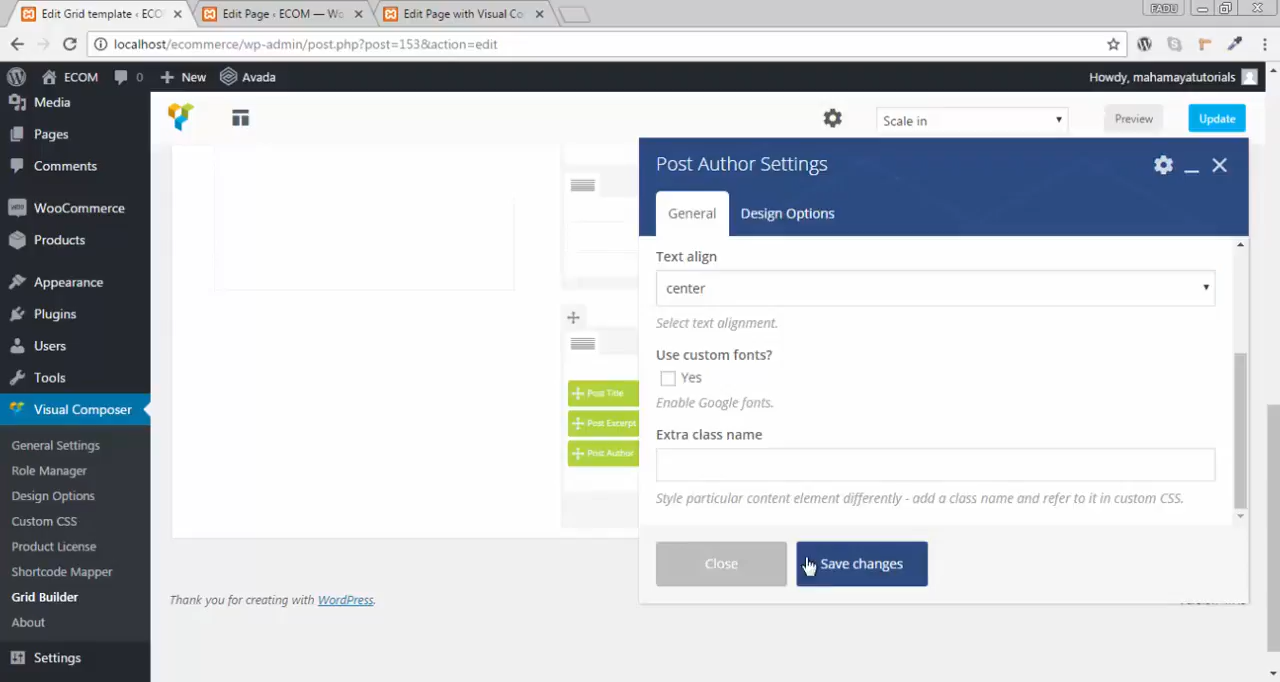 Edit Grid template ‹ ECO
Edit Page ‹ ECOM — Wo
Edit Page with Visual Co
FADU
localhost/ecommerce/wp-admin/post.php?post=153&action=edit
ECOM
0
New
Avada
Howdy, mahamayatutorials
Media
Pages
Comments
WooCommerce
Products
Appearance
Plugins
Users
Tools
Visual Composer
General Settings
Role Manager
Design Options
Custom CSS
Product License
Shortcode Mapper
Grid Builder
About
Settings
Scale in
Preview
Update
Post Author Settings
General
Design Options
Text align
center
Select text alignment.
Use custom fonts?
Yes
Enable Google fonts.
Extra class name
Style particular content element differently - add a class name and refer to it in custom CSS.
Close
Save changes
Post Title
Post Excerpt
Post Author
Thank you for creating with WordPress.